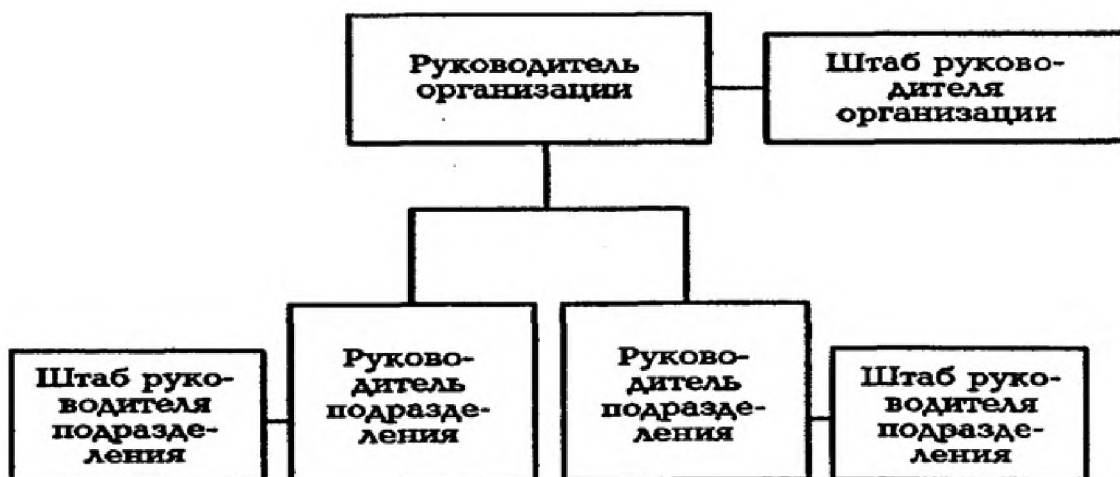 Руководитель
организации
Штаб руково-
дителя
организации
Штаб руко-
водителя
подразде-
ления
Руково-
дитель
подразде-
ления
Руково-
дитель
подразде-
ления
Штаб руко-
водителя
подразде-
ления